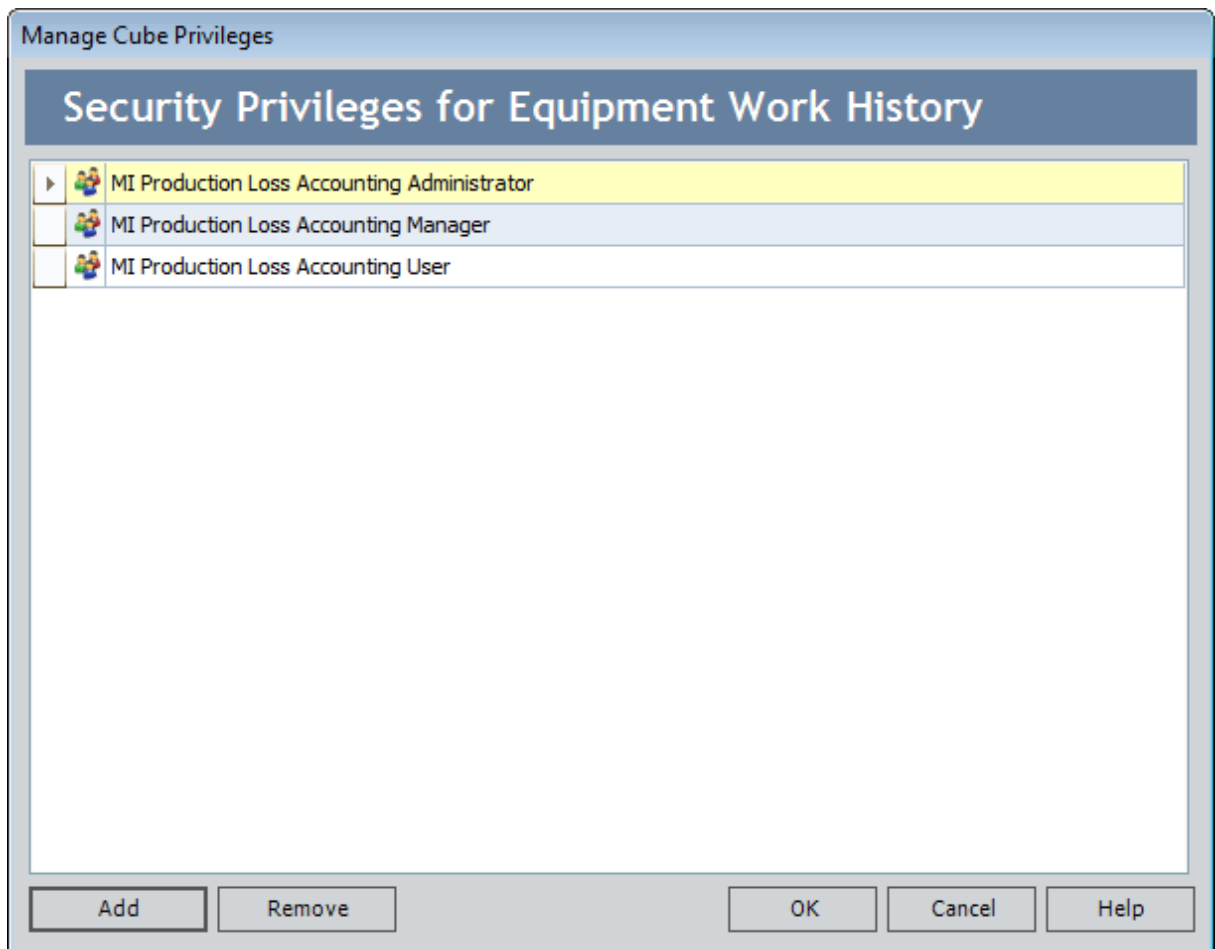 Manage Cube Privileges
Security Privileges for Equipment Work History
MI Production Loss Accounting Administrator
MI Production Loss Accounting Manager
MI Production Loss Accounting User
Add Remove OK Cancel Help